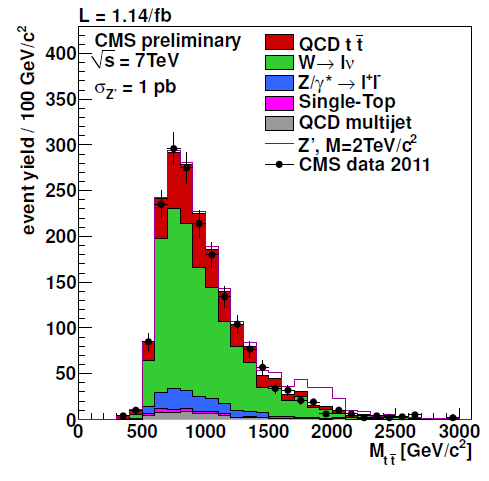 L = 1.14/fb
CMS preliminary
√s = 7TeV
σZ' = 1 pb
QCD t t̅
W→ lν
Z/γ* → l⁺l⁻
Single-Top
QCD multijet
Z', M=2TeV/c²
CMS data 2011
event yield / 100 GeV/c²
400
350
300
250
200
150
100
50
0
0 500 1000 1500 2000 2500 3000
Mtt̅ [GeV/c²]